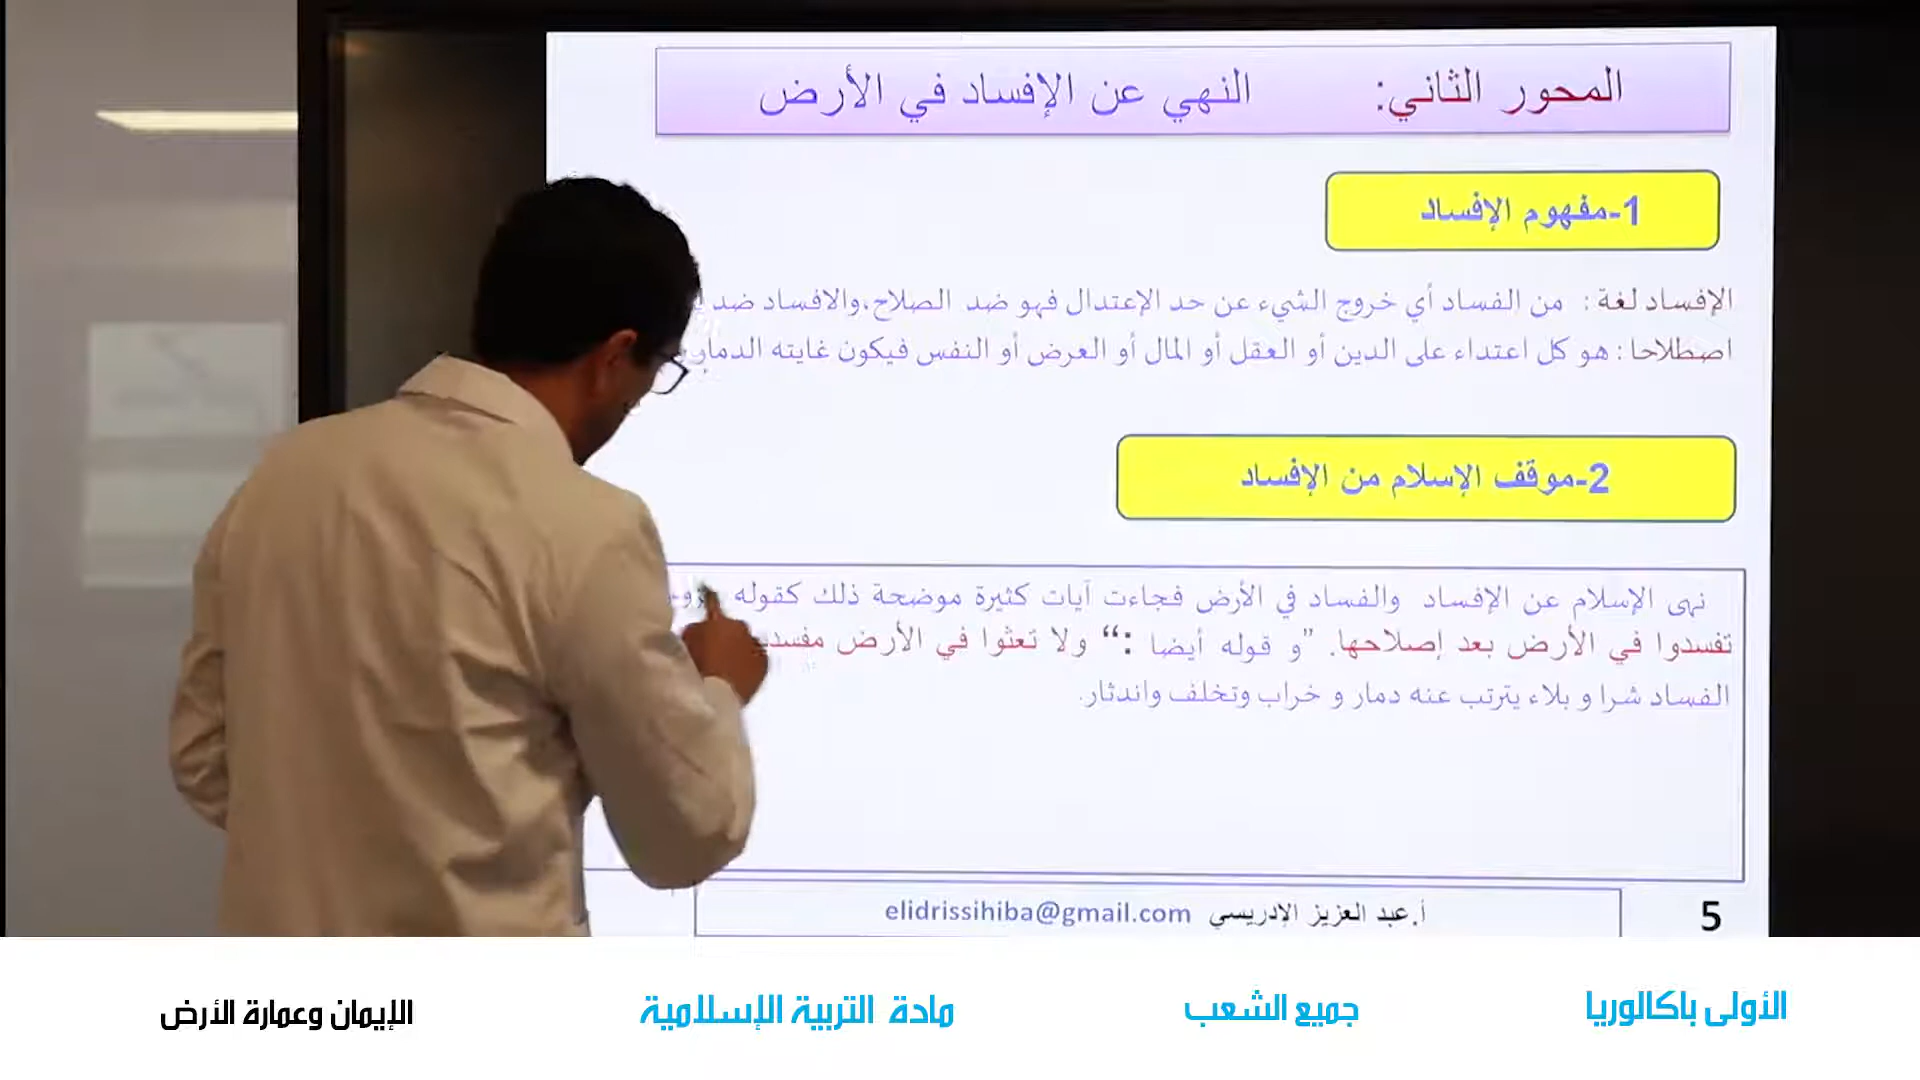 المحور الثاني: النهي عن الإفساد في الأرض
1-مفهوم الإفساد
الإفساد لغة : من الفساد أي خروج الشيء عن حد الإعتدال فهو ضد الصلاح،والافساد ضد
اصطلاحا : هو كل اعتداء على الدين أو العقل أو المال أو العرض أو النفس فيكون غايته الدمار
2-موقف الإسلام من الإفساد
نهى الإسلام عن الإفساد والفساد في الأرض فجاءت آيات كثيرة موضحة ذلك كقوله
تفسدوا في الأرض بعد إصلاحها. ”و قوله أيضا :“ ولا تعثوا في الأرض
الفساد شرا و بلاء يترتب عنه دمار و خراب وتخلف واندثار.
أ.عبد العزيز الإدريسي elidrissihiba@gmail.com
5
الأولى باكالوريا
جميع الشعب
مادة التربية الإسلامية
الإيمان وعمارة الأرض